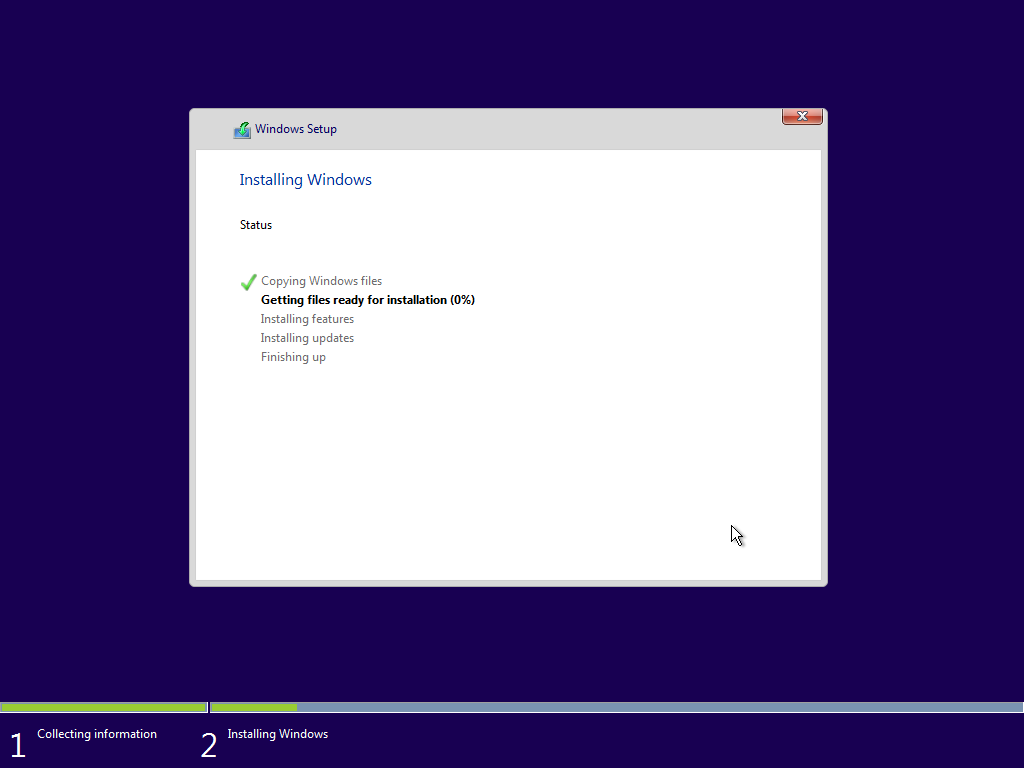 Windows Setup
Installing Windows
Status
Copying Windows files
Getting files ready for installation (0%)
Installing features
Installing updates
Finishing up
1 Collecting information
2 Installing Windows